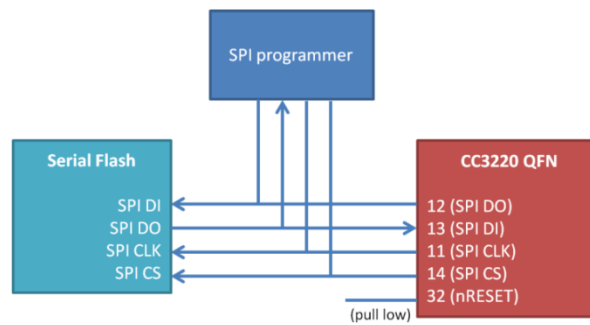 SPI programmer
Serial Flash
SPI DI
SPI DO
SPI CLK
SPI CS
CC3220 QFN
12 (SPI DO)
13 (SPI DI)
11 (SPI CLK)
14 (SPI CS)
32 (nRESET)
(pull low)